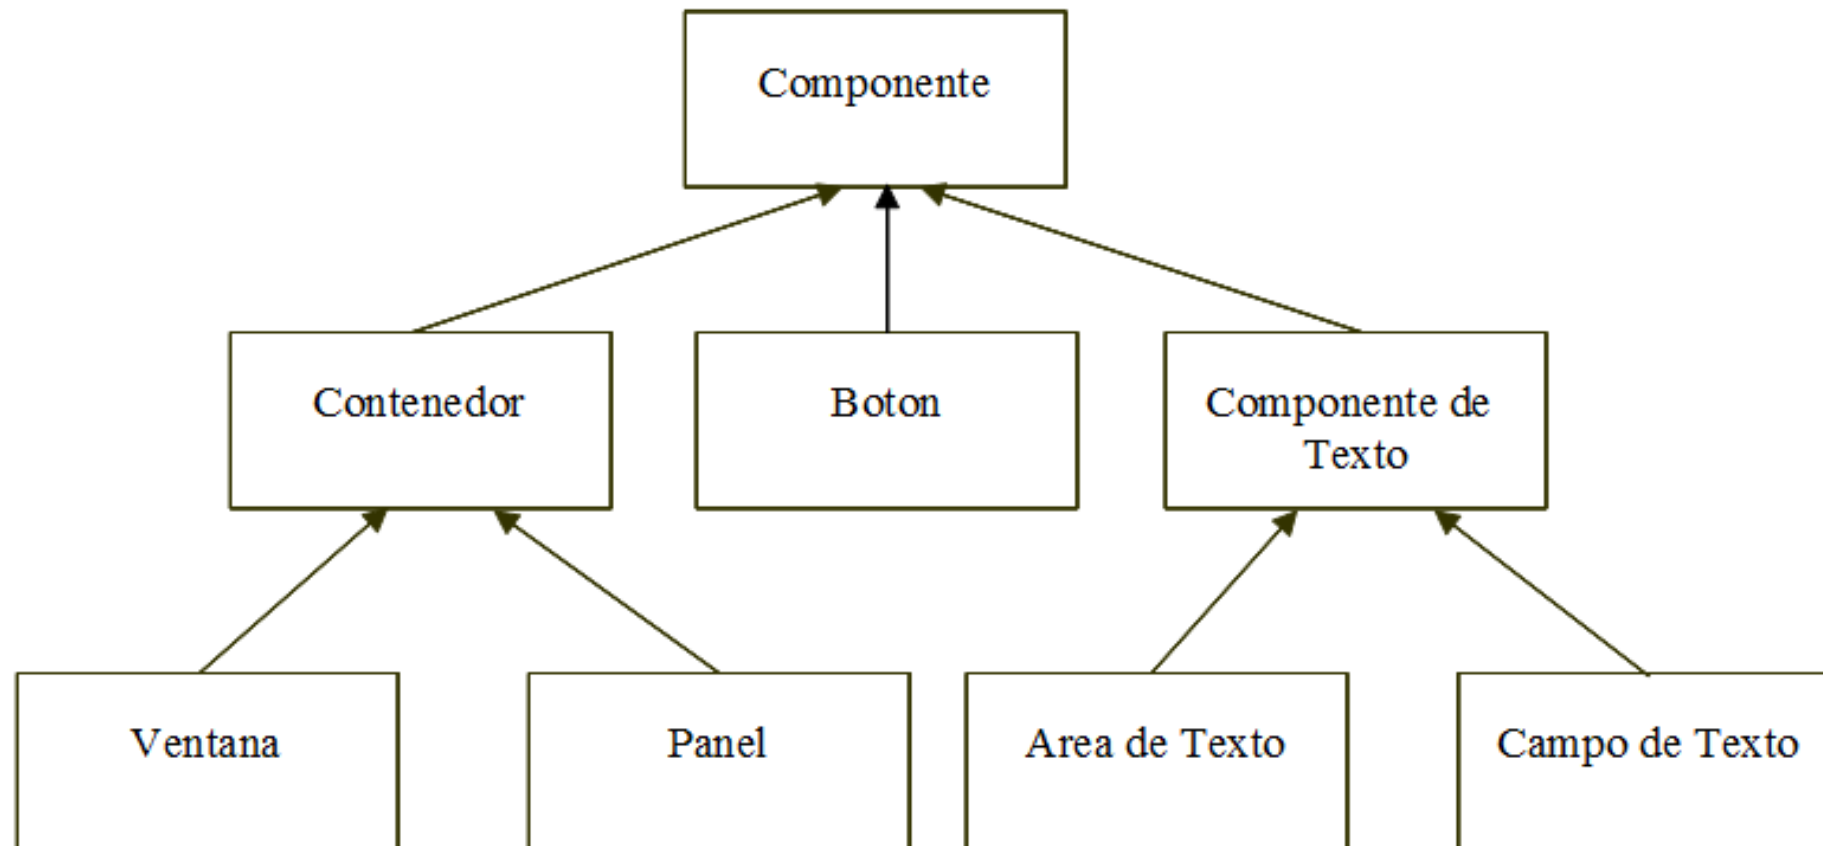 Componente
Contenedor
Boton
Componente de
Texto
Ventana
Panel
Area de Texto
Campo de Texto